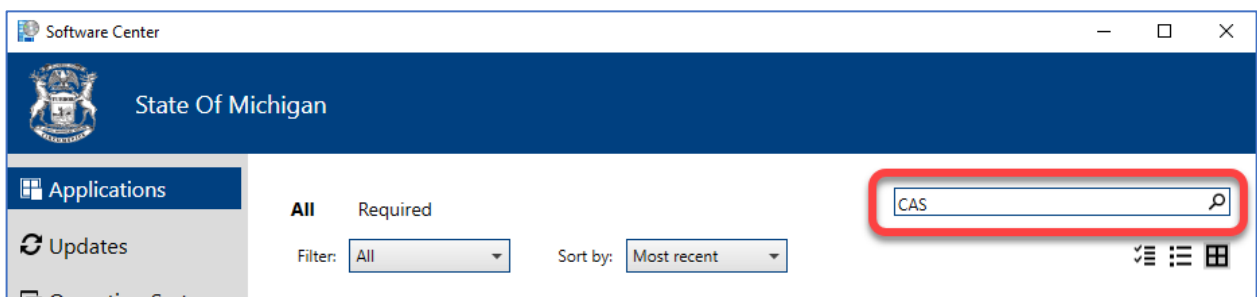 Software Center
State Of Michigan
Applications
All Required
CAS
Updates
Filter: All Sort by: Most recent